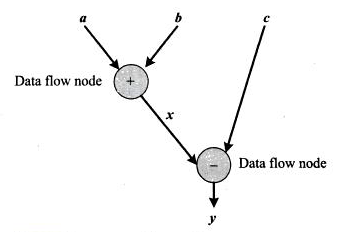 a b c
Data flow node +
x
− Data flow node
y